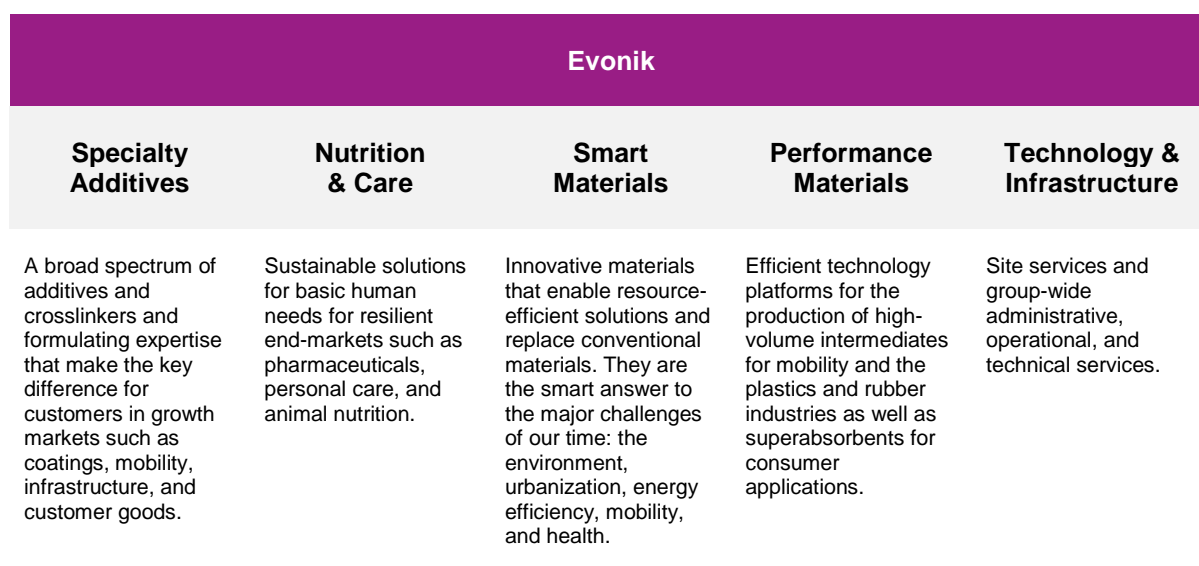 Evonik
Specialty
Additives
Nutrition
& Care
Smart
Materials
Performance
Materials
Technology &
Infrastructure
A broad spectrum of
additives and
crosslinkers and
formulating expertise
that make the key
difference for
customers in growth
markets such as
coatings, mobility,
infrastructure, and
customer goods.
Sustainable solutions
for basic human
needs for resilient
end-markets such as
pharmaceuticals,
personal care, and
animal nutrition.
Innovative materials
that enable resource-
efficient solutions and
replace conventional
materials. They are
the smart answer to
the major challenges
of our time: the
environment,
urbanization, energy
efficiency, mobility,
and health.
Efficient technology
platforms for the
production of high-
volume intermediates
for mobility and the
plastics and rubber
industries as well as
superabsorbents for
consumer
applications.
Site services and
group-wide
administrative,
operational, and
technical services.